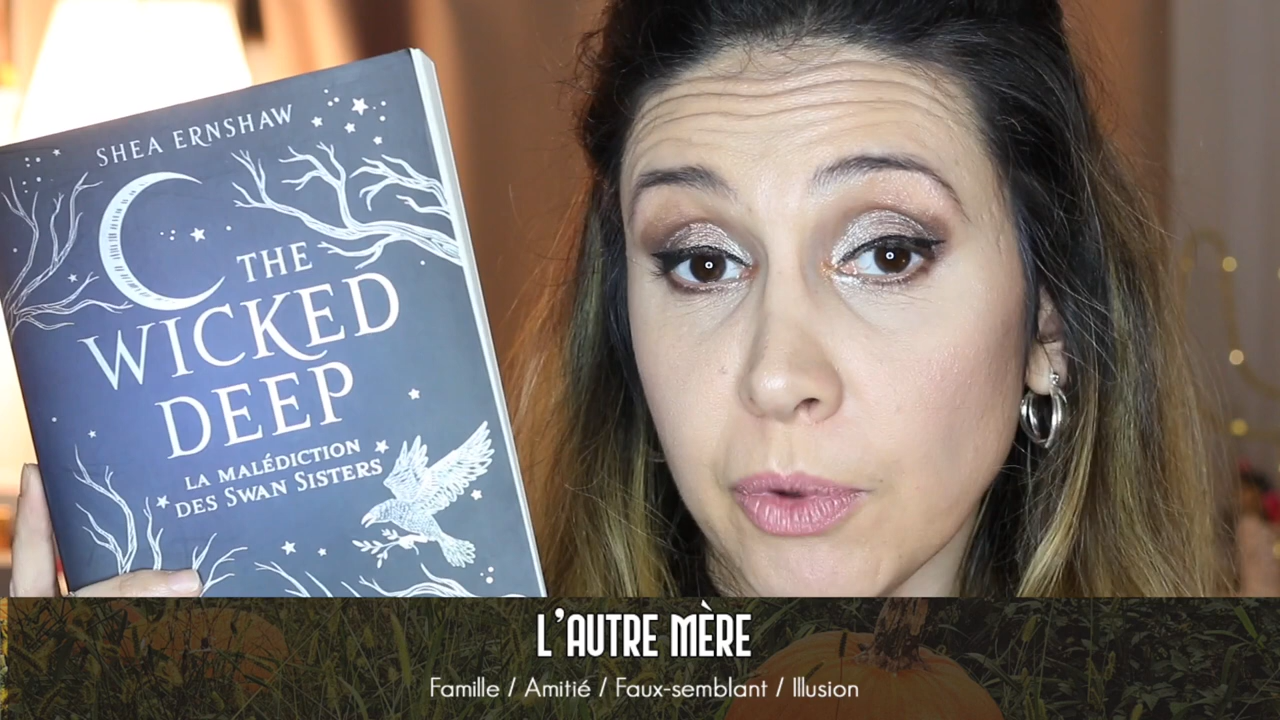 SHEA ERNSHAW
THE
WICKED
DEEP
LA MALÉDICTION
DES SWAN SISTERS
L'AUTRE MÈRE
Famille / Amitié / Faux-semblant / Illusion